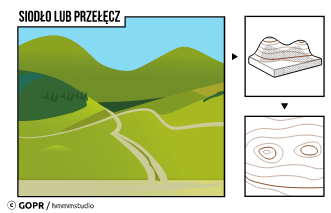 SIODŁO LUB PRZEŁĘCZ
© GOPR / hmmmstudio